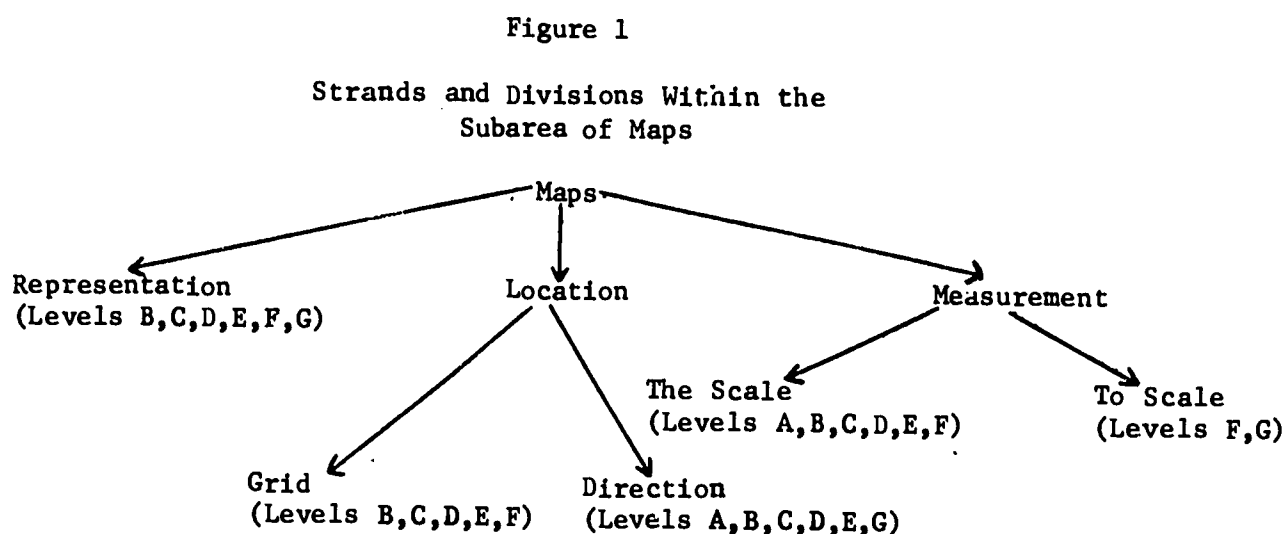 Figure 1
Strands and Divisions Within the
Subarea of Maps
Maps
Representation
(Levels B,C,D,E,F,G)
Location
Measurement
The Scale
(Levels A,B,C,D,E,F)
To Scale
(Levels F,G)
Grid
(Levels B,C,D,E,F)
Direction
(Levels A,B,C,D,E,G)